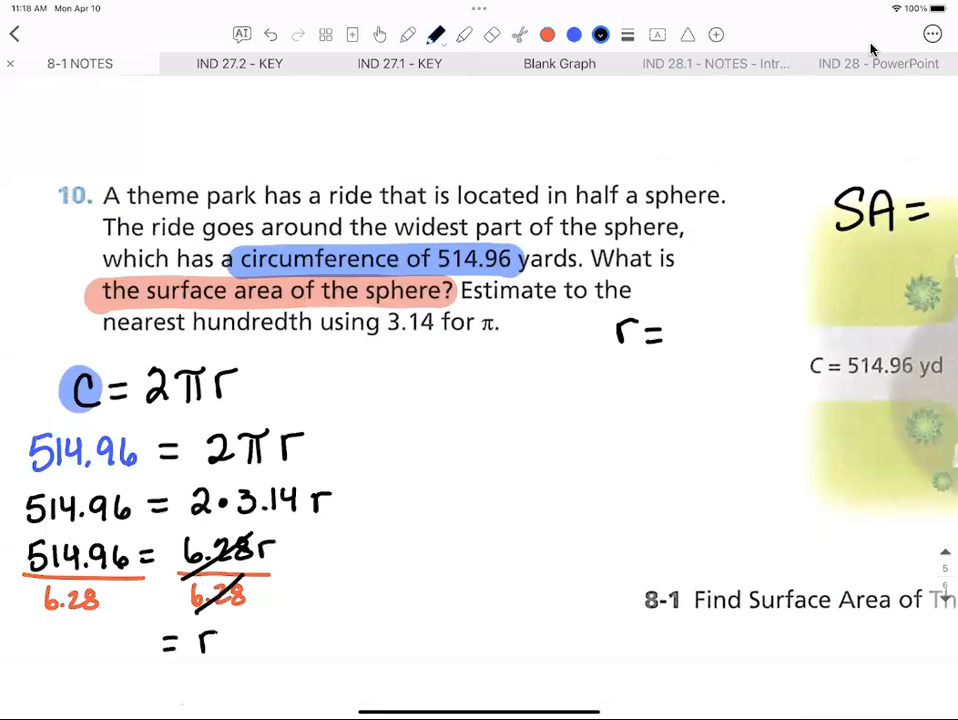 11:18 AM Mon Apr 10
100%
AI
A
8-1 NOTES
IND 27.2 - KEY
IND 27.1 - KEY
Blank Graph
IND 28.1 - NOTES - Intr...
IND 28 - PowerPoint
10. A theme park has a ride that is located in half a sphere.
The ride goes around the widest part of the sphere,
which has a circumference of 514.96 yards. What is
the surface area of the sphere? Estimate to the
nearest hundredth using 3.14 for π.
SA =
r =
C = 514.96 yd
C = 2πr
514.96 = 2πr
514.96 = 2 • 3.14 r
514.96 = 6.28r
6.28 6.28
= r
5
6
8-1 Find Surface Area of Th